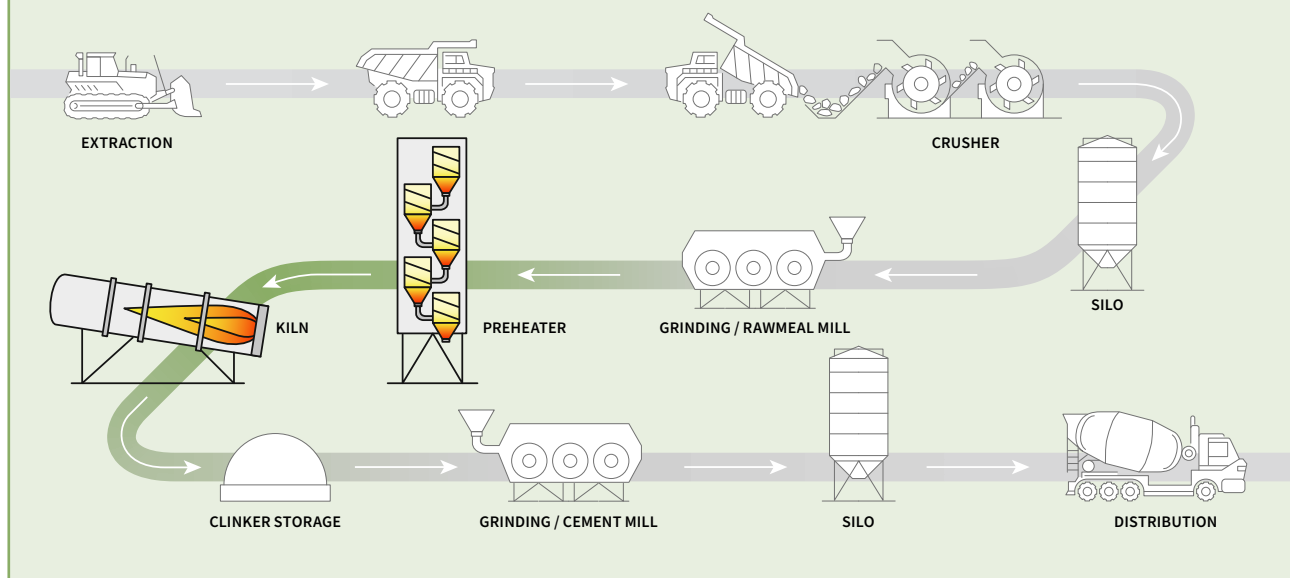 EXTRACTION
CRUSHER
SILO
GRINDING / RAWMEAL MILL
PREHEATER
KILN
CLINKER STORAGE
GRINDING / CEMENT MILL
SILO
DISTRIBUTION